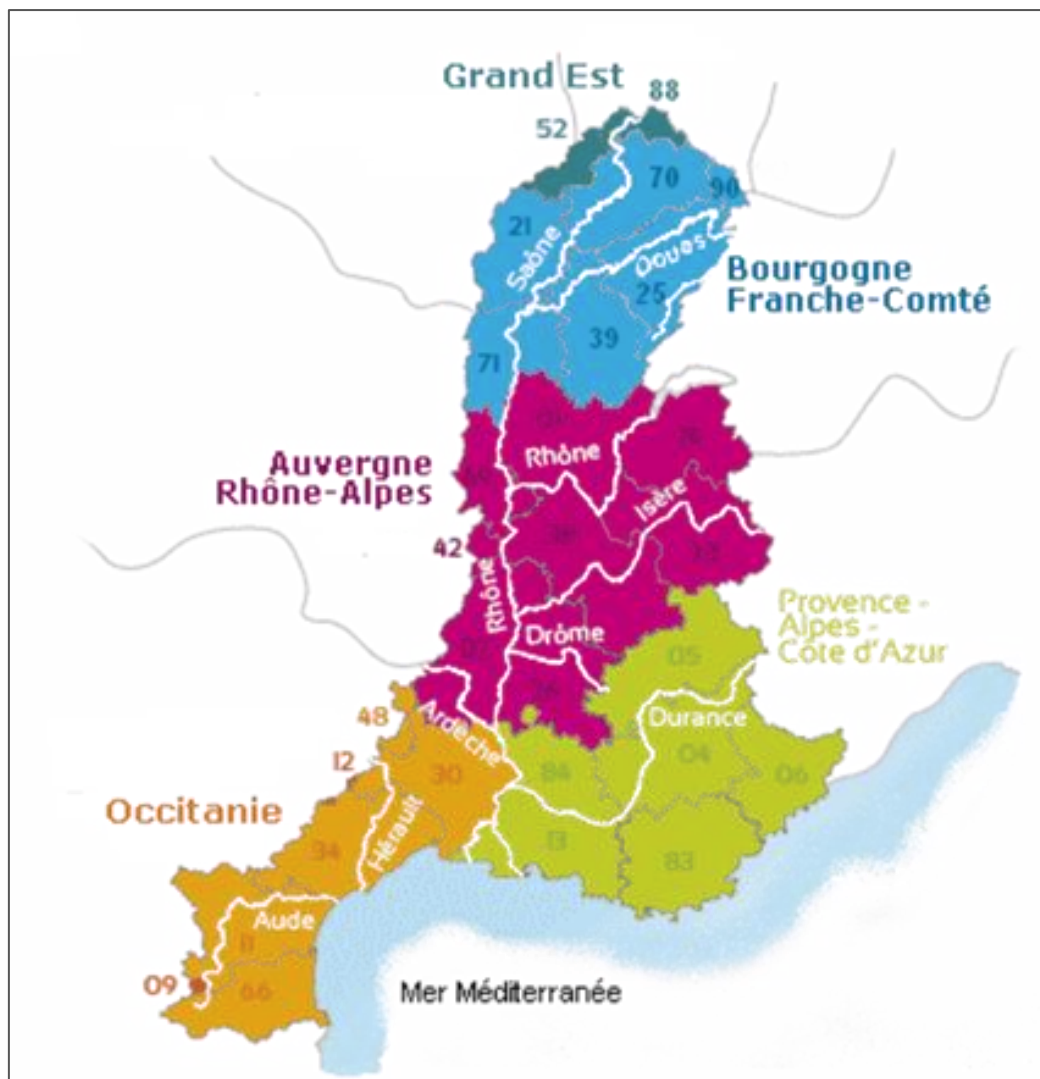 Grand Est
88
52
70
90
21
Saône
Doubs
25
Bourgogne
Franche-Comté
39
71
Auvergne
Rhône-Alpes
Rhône
Isère
42
Rhône
Drôme
Provence -
Alpes -
Côte d'Azur
07
05
26
48
Ardèche
Durance
12
30
84
04
06
Occitanie
Hérault
34
13
83
Aude
11
09
66
Mer Méditerranée